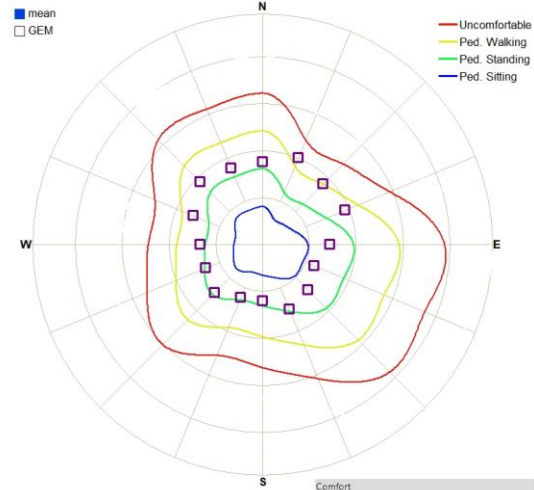 N
mean
GEM
Uncomfortable
Ped. Walking
Ped. Standing
Ped. Sitting
W
E
S
Comfort